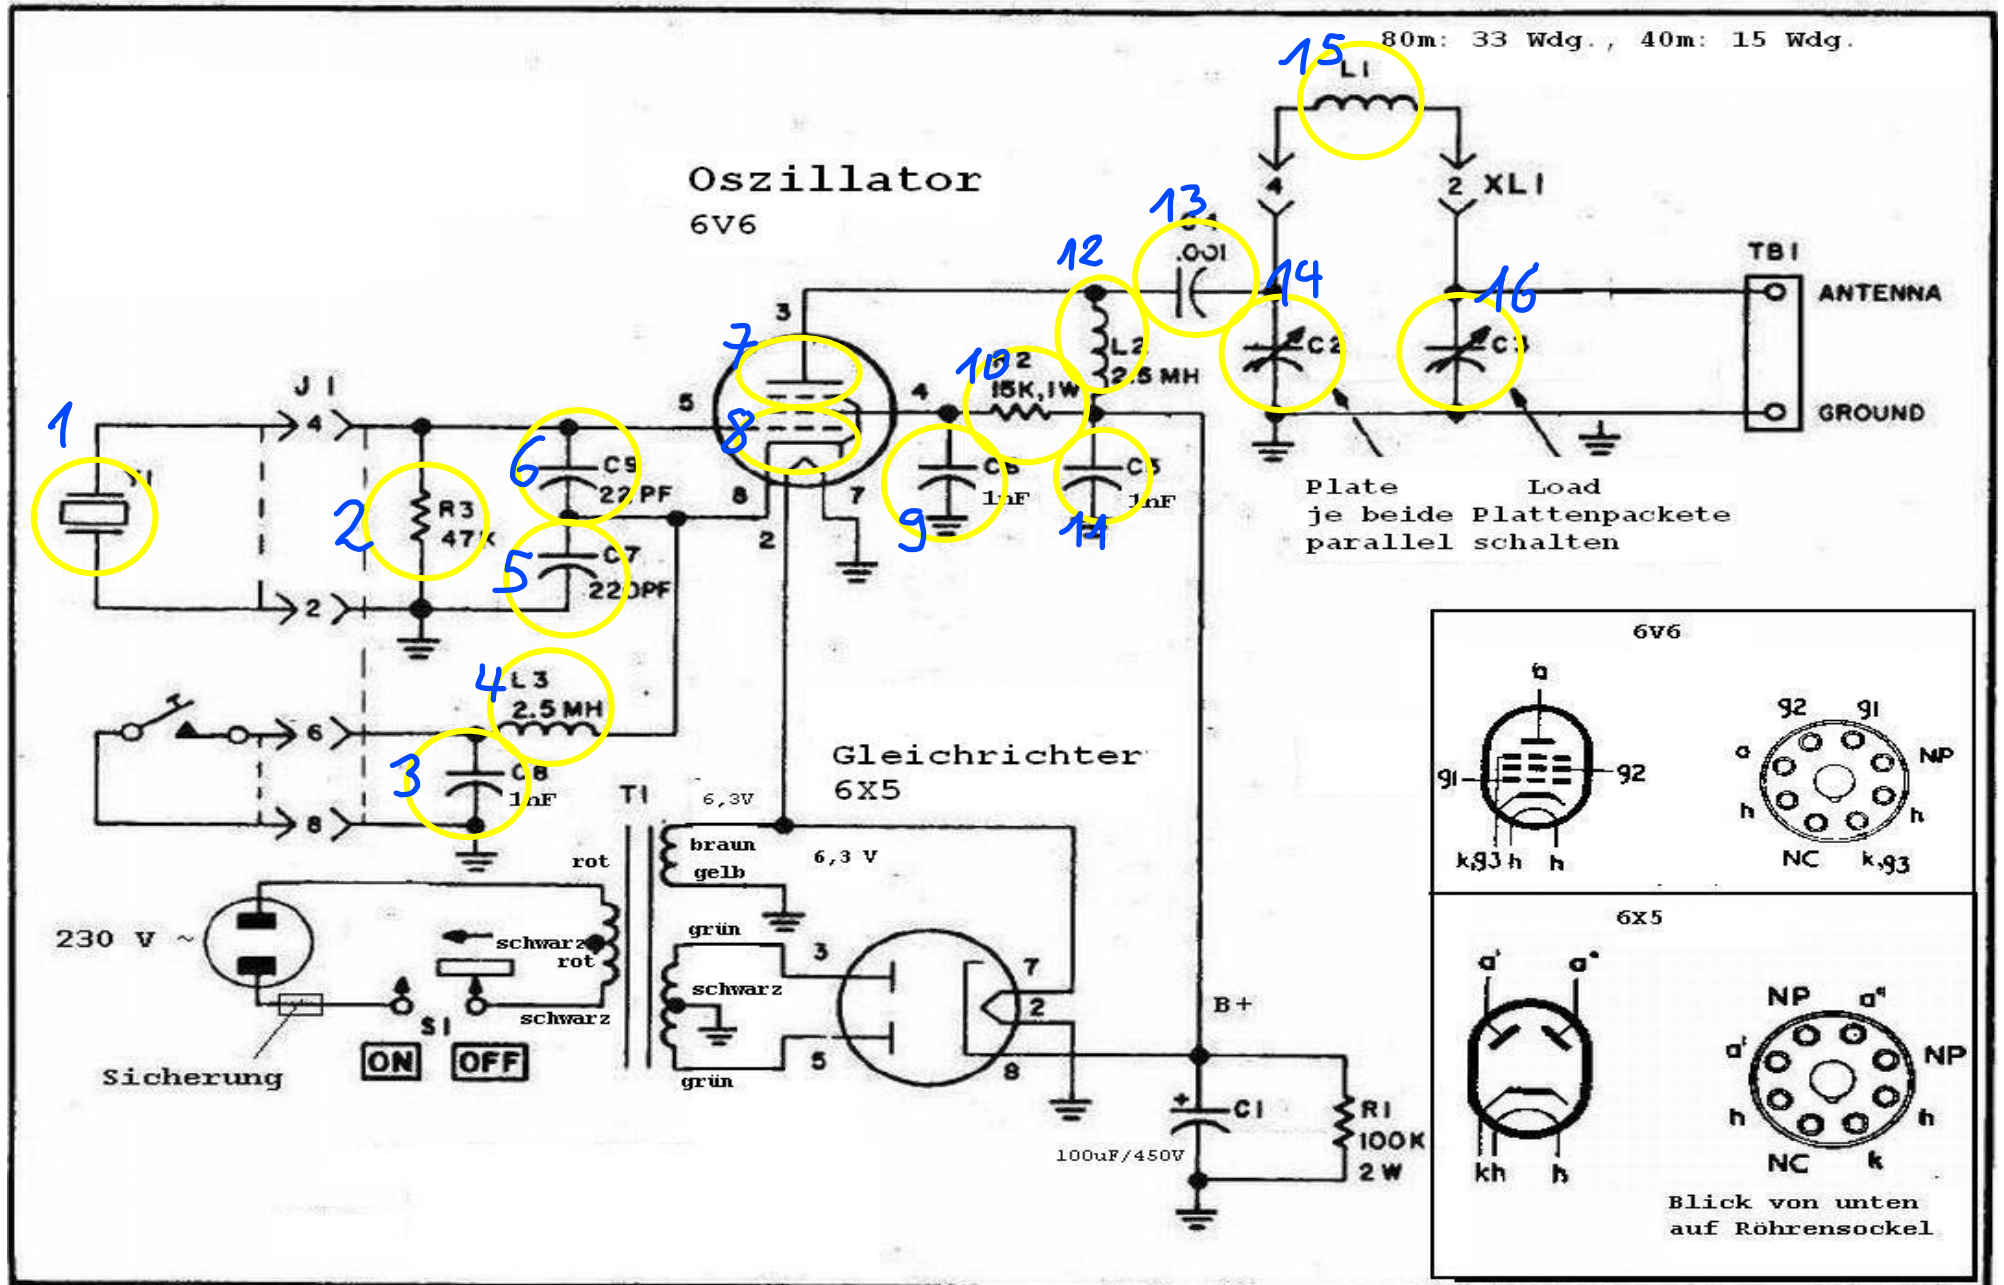 80m: 33 Wdg., 40m: 15 Wdg.
15
L1
Oszillator
6V6
4
2
XL1
13
.001
12
TB1
14
16
ANTENNA
3
7
L2
2.5 MH
C2
C3
10
15K, 1W
J1
5
4
1
4
8
GROUND
6
C9
22 PF
C5
1nF
1nF
Plate
Load
je beide Plattenpackete
parallel schalten
2
R3
47K
8
7
9
11
2
5
C7
220PF
2
6V6
a
g2
g1
a
NP
g1
g2
h
h
k,g3
h
h
NC
k,g3
4
L3
2.5 MH
6
3
C8
1nF
8
Gleichrichter
6X5
T1
6,3V
braun
6,3 V
gelb
rot
230 V ~
schwarz
rot
grün
3
schwarz
7
2
B+
schwarz
S1
5
8
grün
Sicherung
ON
OFF
+
C1
100uF/450V
R1
100K
2W
6X5
a'
a"
NP
a"
a'
NP
h
h
k
h
h
NC
k
Blick von unten
auf Röhrensockel